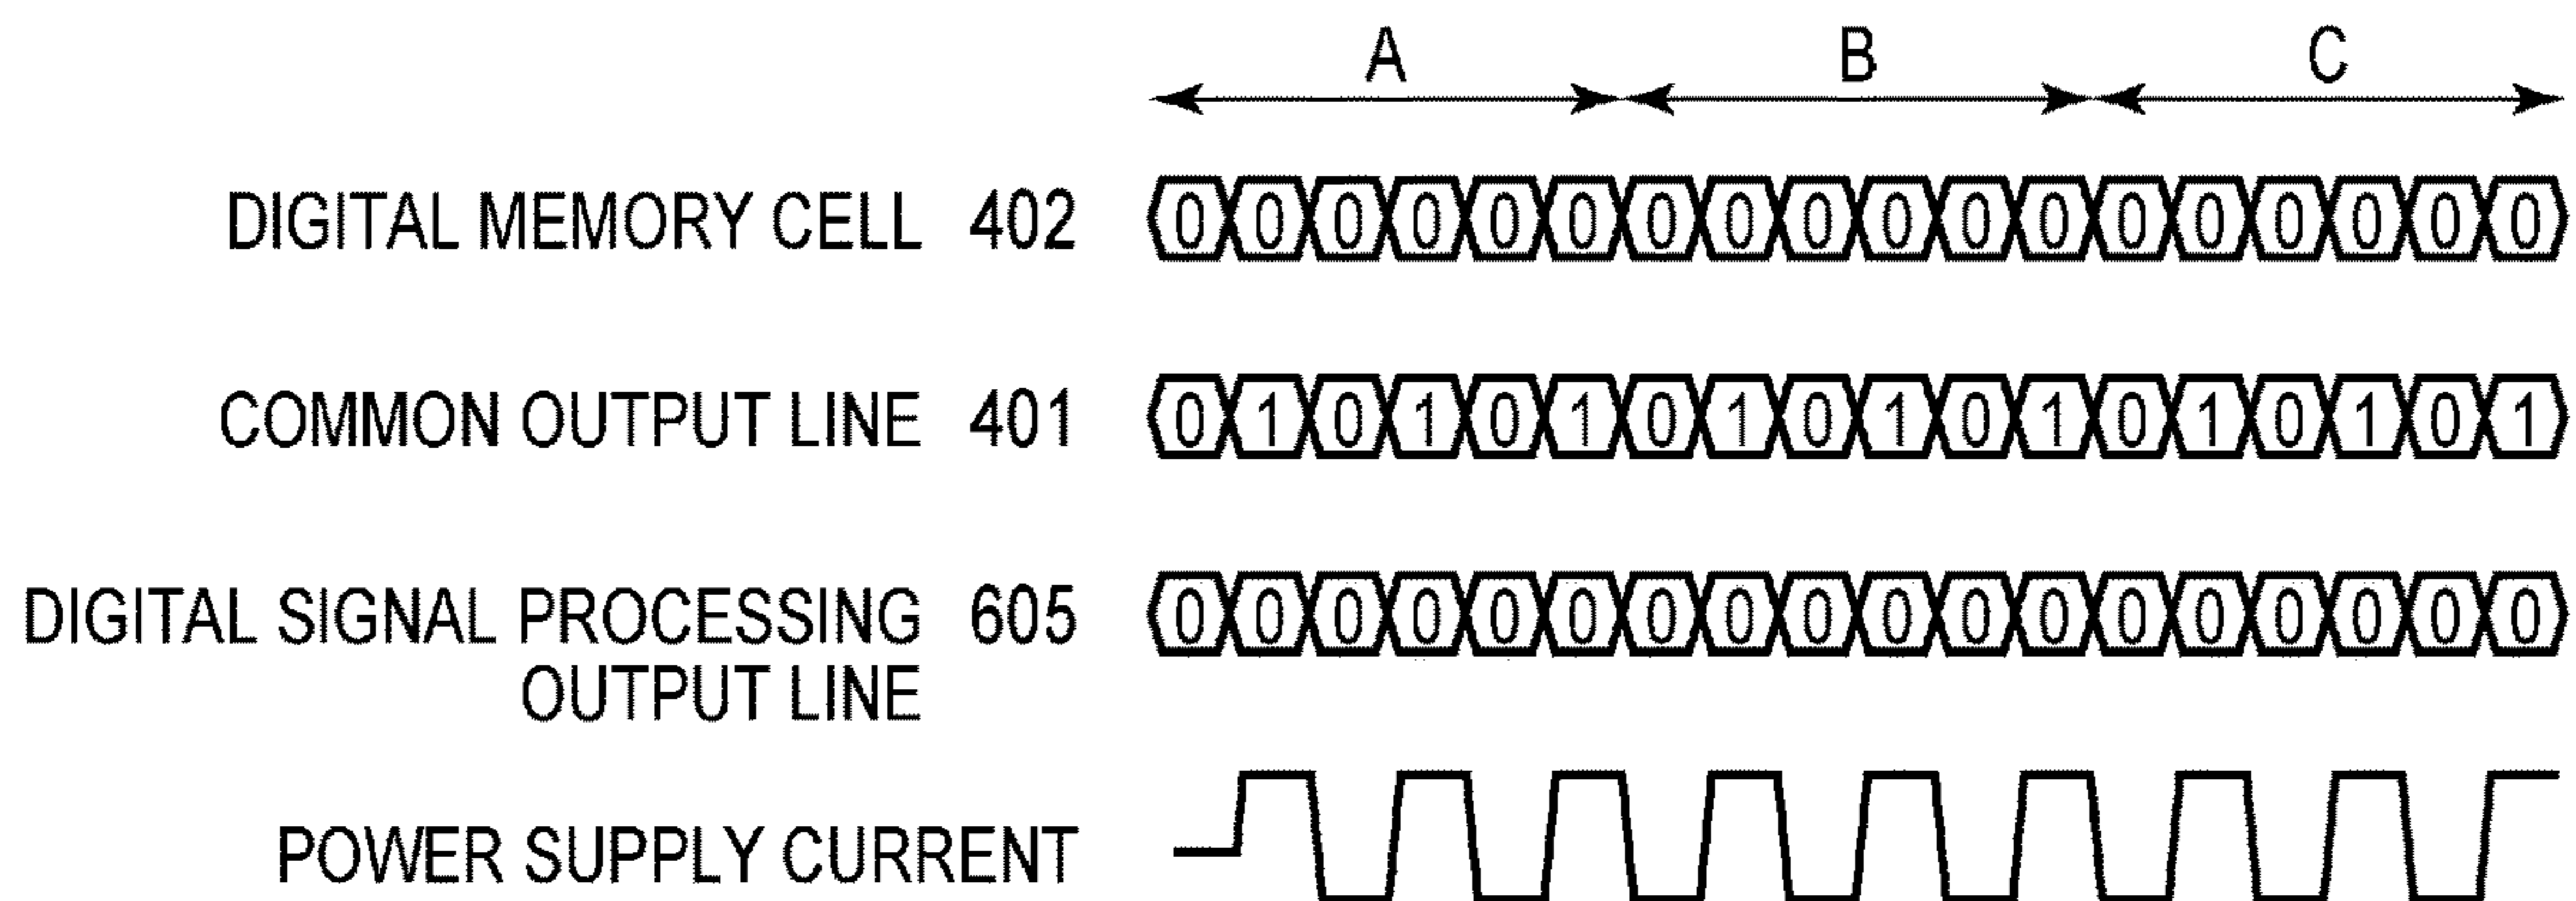 A B C
DIGITAL MEMORY CELL 402 0 0 0 0 0 0 0 0 0 0 0 0 0 0 0 0 0 0
COMMON OUTPUT LINE 401 0 1 0 1 0 1 0 1 0 1 0 1 0 1 0 1 0 1
DIGITAL SIGNAL PROCESSING 605 0 0 0 0 0 0 0 0 0 0 0 0 0 0 0 0 0 0
OUTPUT LINE
POWER SUPPLY CURRENT